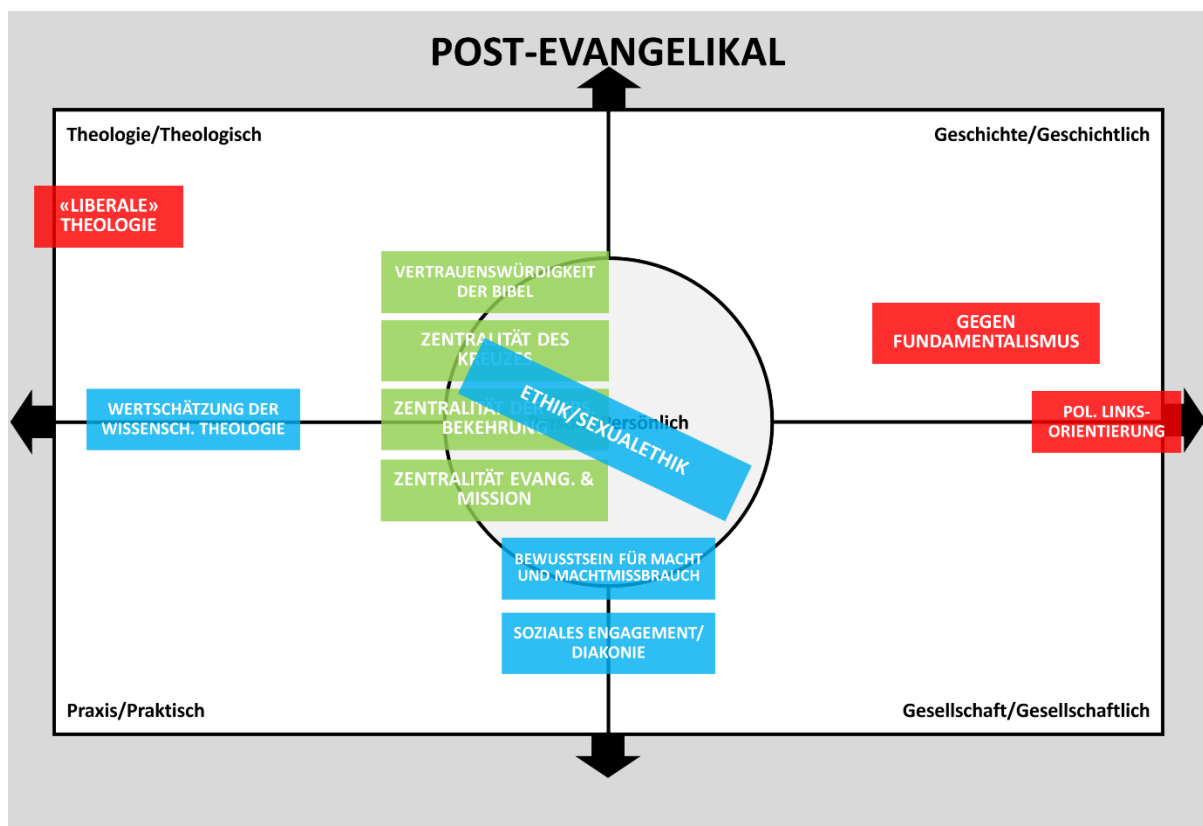 POST-EVANGELIKAL
Theologie/Theologisch
Geschichte/Geschichtlich
«LIBERALE»
THEOLOGIE
VERTRAUENSWÜRDIGKEIT
DER BIBEL
GEGEN
FUNDAMENTALISMUS
ZENTRALITÄT DES
KREUZES
ETHIK/SEXUALETHIK
WERTSCHÄTZUNG DER
WISSENSCH. THEOLOGIE
ZENTRALITÄT
BEKEHRUNG
POL. LINKS-
ORIENTIERUNG
ZENTRALITÄT EVANG. &
MISSION
BEWUSSTSEIN FÜR MACHT
UND MACHTMISSBRAUCH
SOZIALES ENGAGEMENT/
DIAKONIE
Praxis/Praktisch
Gesellschaft/Gesellschaftlich